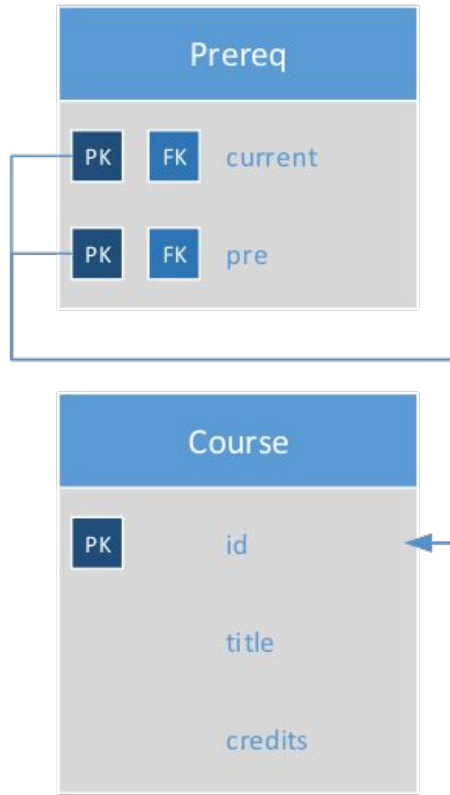 Prereq
PK FK current
PK FK pre
Course
PK id
title
credits